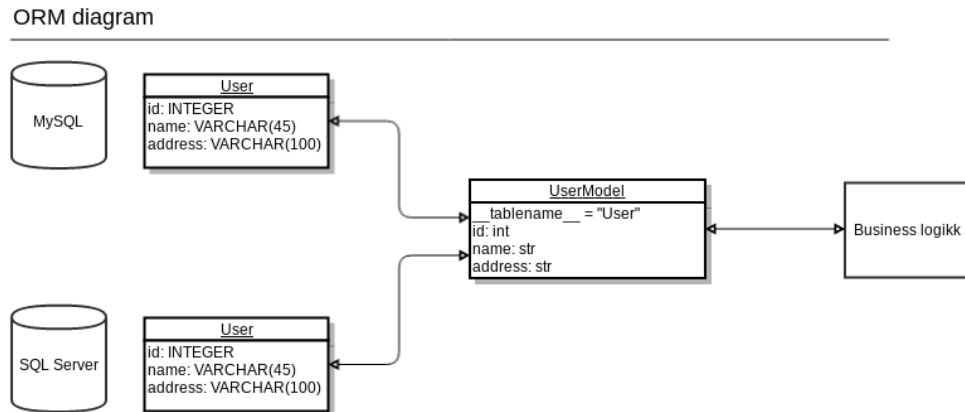 ORM diagram
MySQL
User
id: INTEGER
name: VARCHAR(45)
address: VARCHAR(100)
UserModel
__tablename__ = "User"
id: int
name: str
address: str
Business logikk
SQL Server
User
id: INTEGER
name: VARCHAR(45)
address: VARCHAR(100)